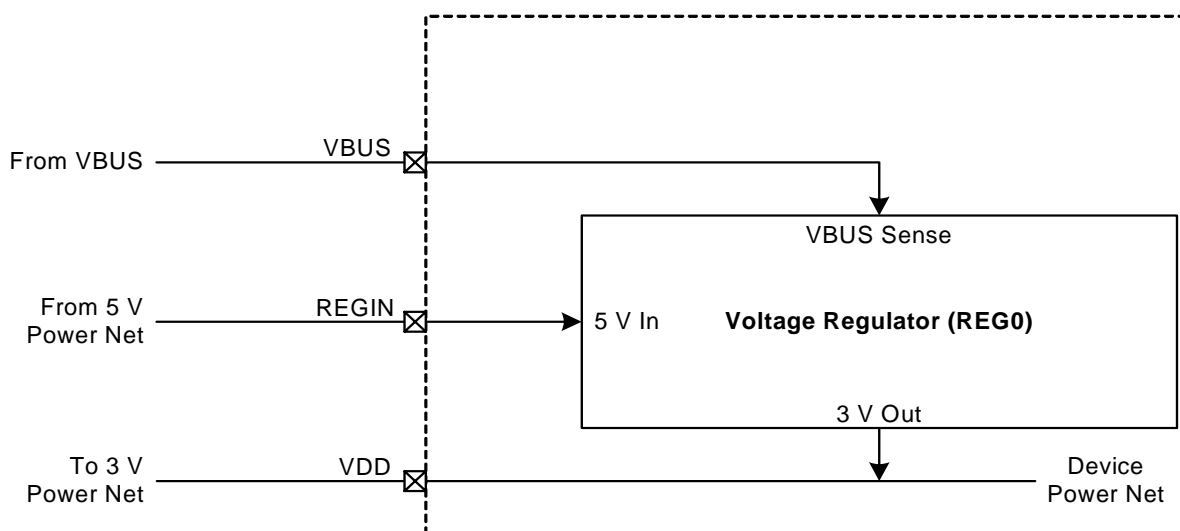 From VBUS
VBUS
VBUS Sense
From 5 V
Power Net
REGIN
5 V In
Voltage Regulator (REG0)
3 V Out
To 3 V
Power Net
VDD
Device
Power Net